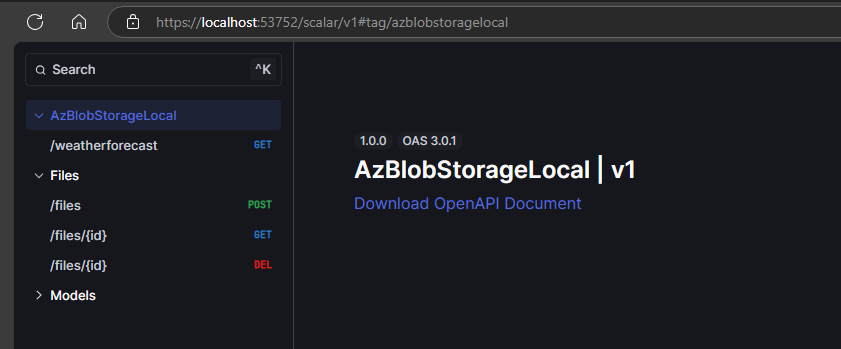 https://localhost:53752/scalar/v1#tag/azblobstoragelocal
Search ^K
AzBlobStorageLocal
/weatherforecast GET
Files
/files POST
/files/{id} GET
/files/{id} DEL
Models
1.0.0 OAS 3.0.1
AzBlobStorageLocal | v1
Download OpenAPI Document